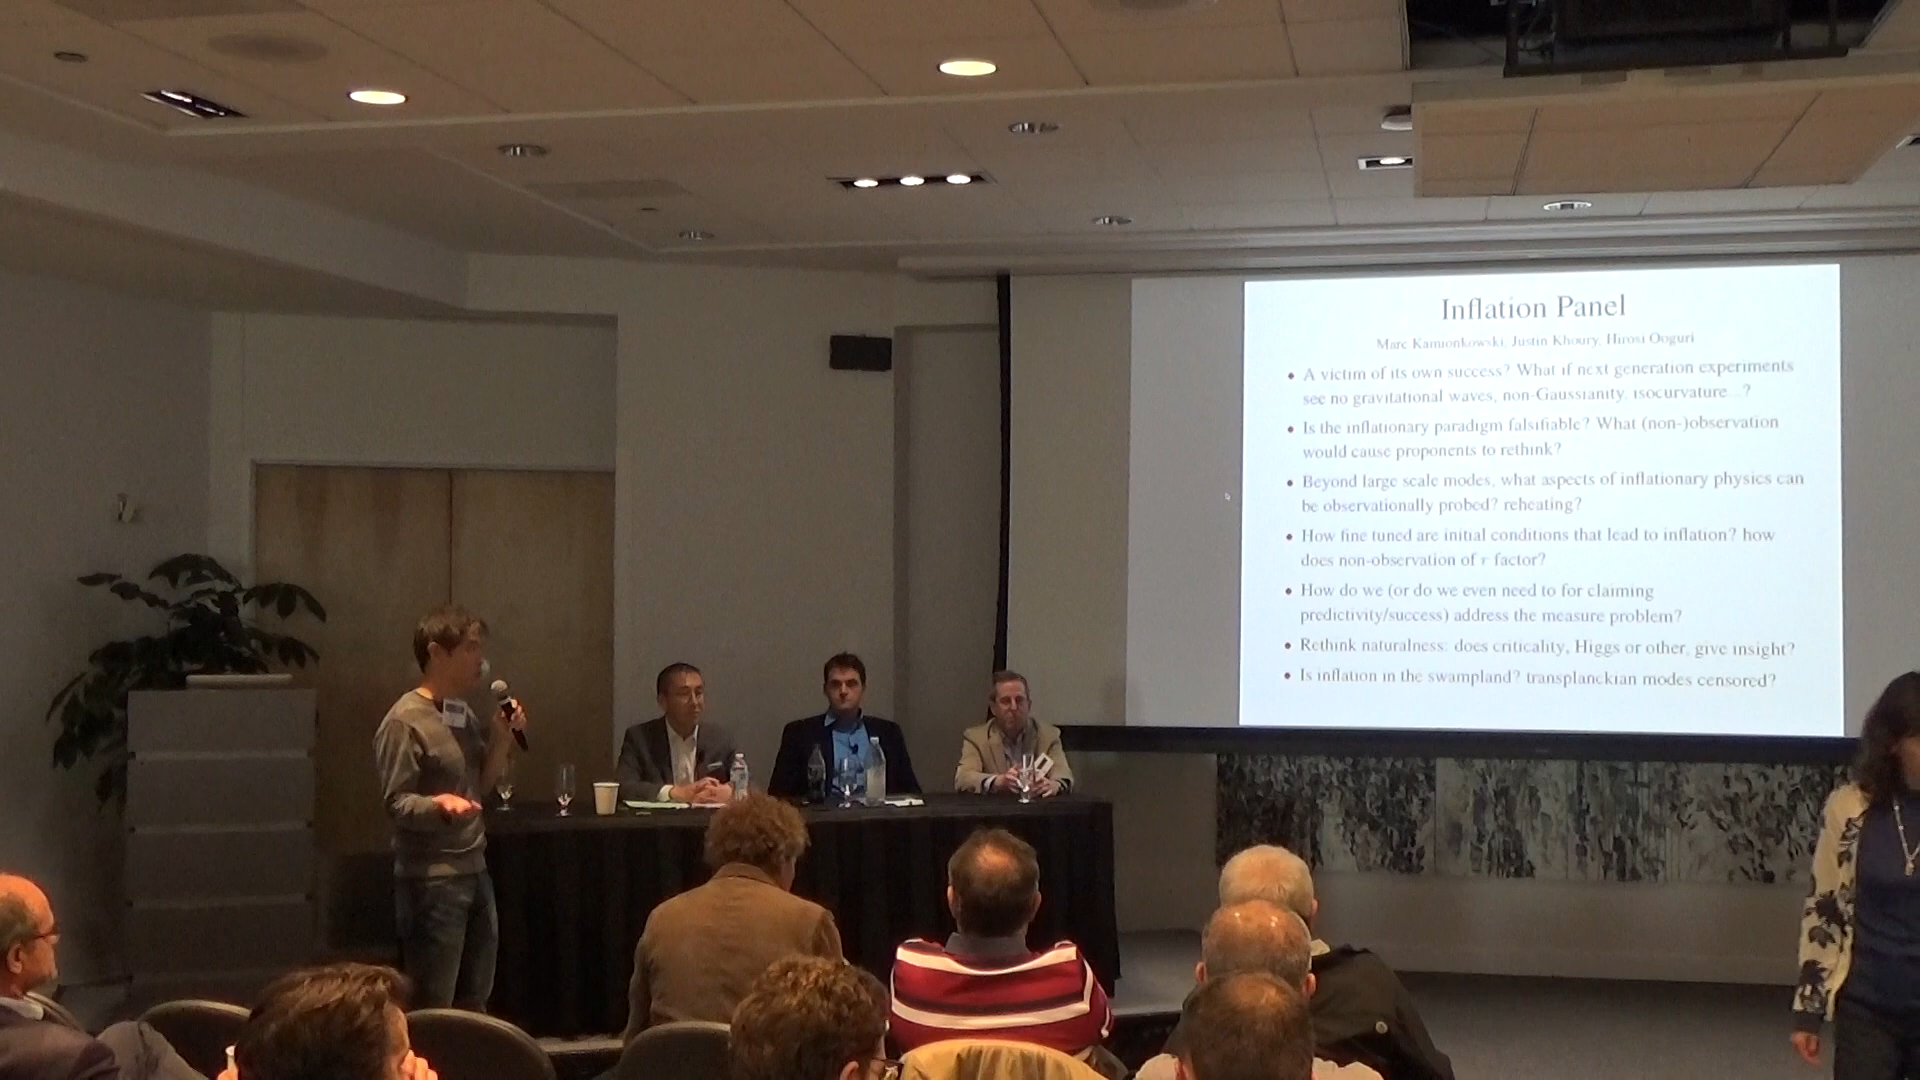 Inflation Panel
Marc Kamionkowski, Justin Khoury, Hirosi Ooguri
• A victim of its own success? What if next generation experiments
see no gravitational waves, non-Gaussianity, isocurvature...?
• Is the inflationary paradigm falsifiable? What (non-)observation
would cause proponents to rethink?
• Beyond large scale modes, what aspects of inflationary physics can
be observationally probed? reheating?
• How fine tuned are initial conditions that lead to inflation? how
does non-observation of r factor?
• How do we (or do we even need to for claiming
predictivity/success) address the measure problem?
• Rethink naturalness: does criticality, Higgs or other, give insight?
• Is inflation in the swampland? transplanckian modes censored?